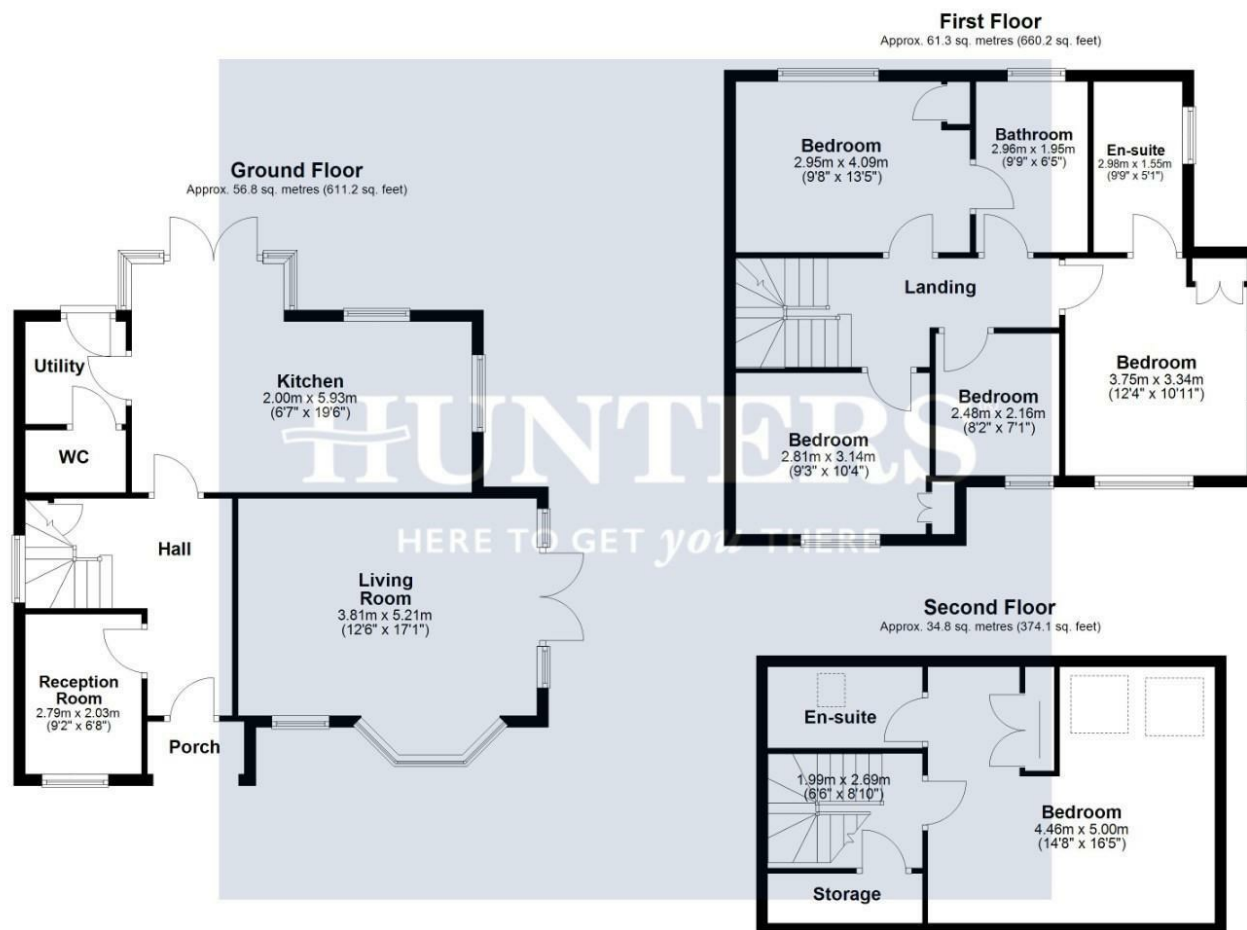 First Floor
Approx. 61.3 sq. metres (660.2 sq. feet)
Bedroom
2.95m x 4.09m
(9'8" x 13'5")
Bathroom
2.96m x 1.95m
(9'9" x 6'5")
En-suite
2.98m x 1.55m
(9'9" x 5'1")
Landing
Bedroom
3.75m x 3.34m
(12'4" x 10'11")
Bedroom
2.48m x 2.16m
(8'2" x 7'1")
Bedroom
2.81m x 3.14m
(9'3" x 10'4")
Ground Floor
Approx. 56.8 sq. metres (611.2 sq. feet)
Utility
Kitchen
2.00m x 5.93m
(6'7" x 19'6")
WC
Hall
Living
Room
3.81m x 5.21m
(12'6" x 17'1")
Reception
Room
2.79m x 2.03m
(9'2" x 6'8")
Porch
HUNTERS
HERE TO GET you THERE
Second Floor
Approx. 34.8 sq. metres (374.1 sq. feet)
En-suite
1.99m x 2.69m
(6'6" x 8'10")
Bedroom
4.46m x 5.00m
(14'8" x 16'5")
Storage